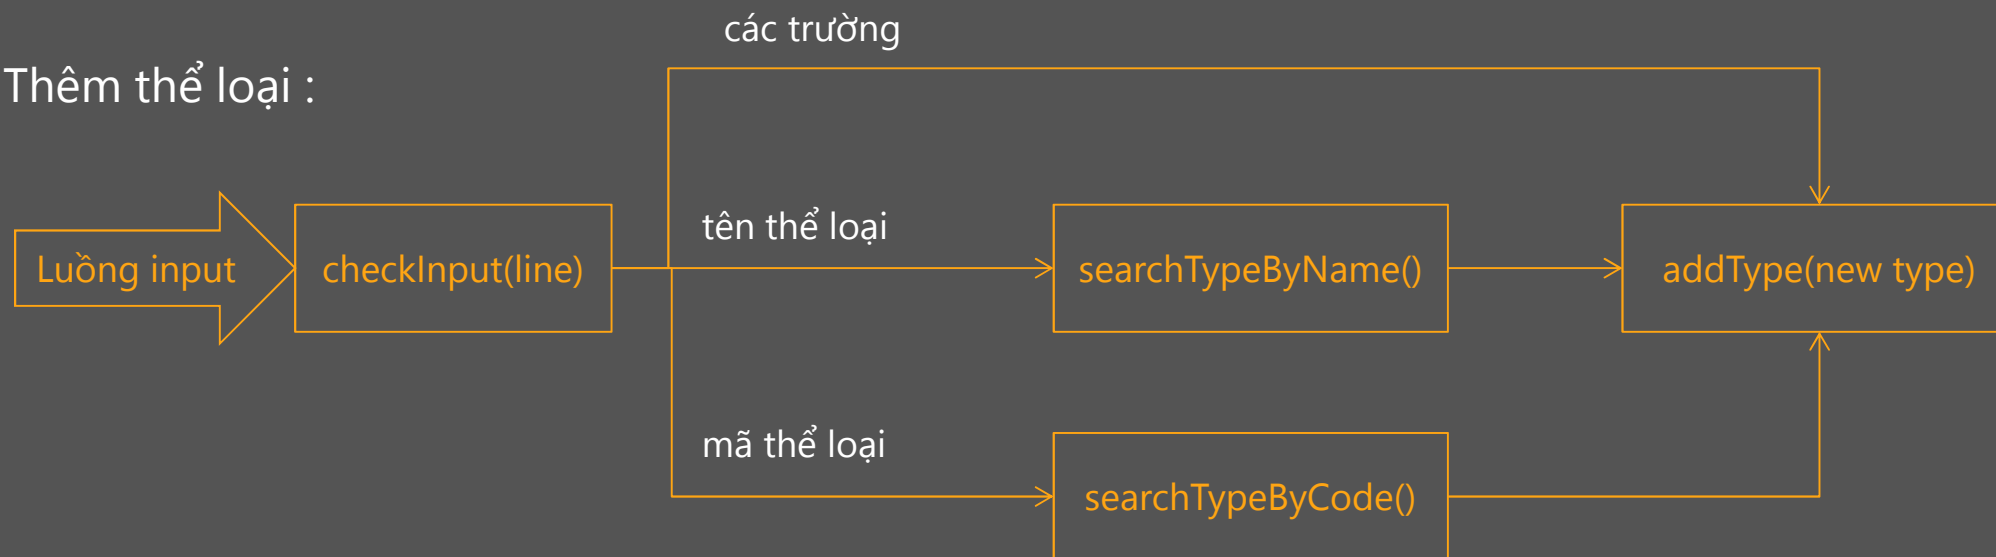 các trường
Thêm thể loại :
tên thể loại
Luồng input
checkInput(line)
searchTypeByName()
addType(new type)
mã thể loại
searchTypeByCode()